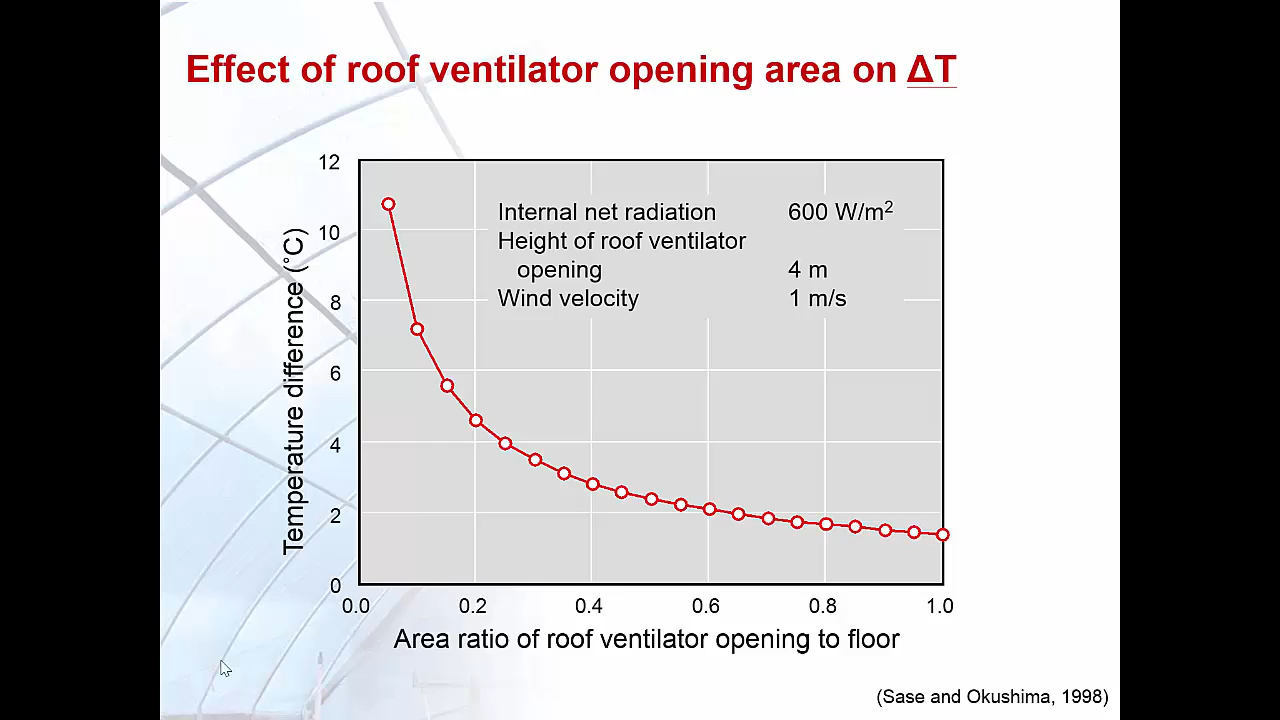 Effect of roof ventilator opening area on ΔT
12
10
8
6
4
2
0
Temperature difference (°C)
Internal net radiation 600 W/m²
Height of roof ventilator
opening 4 m
Wind velocity 1 m/s
0.0 0.2 0.4 0.6 0.8 1.0
Area ratio of roof ventilator opening to floor
(Sase and Okushima, 1998)